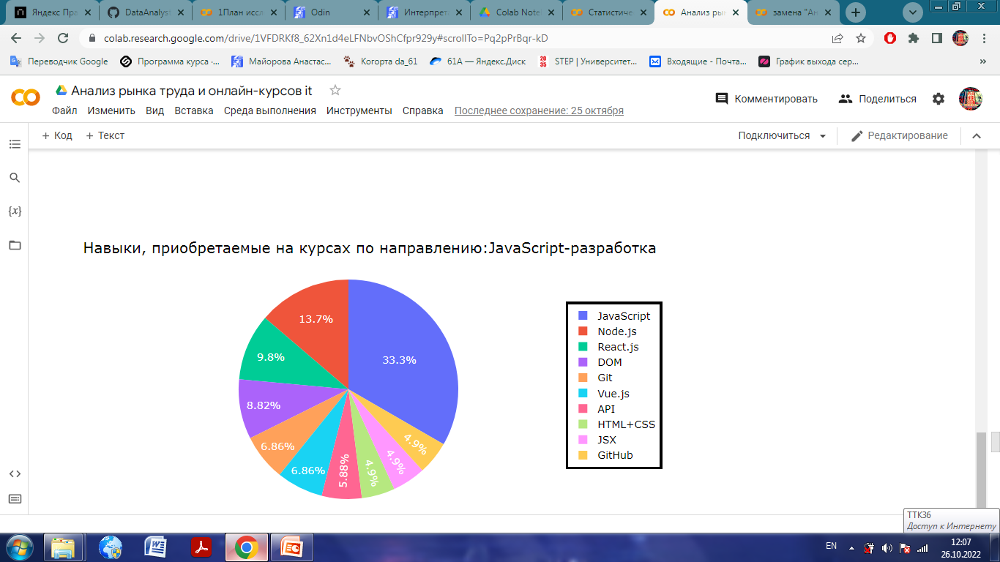 Яндекс Пра
DataAnalyst
1План иссл
Odin
Интерпрет
Colab Note
Статистиче
Анализ рын
замена "Ан
colab.research.google.com/drive/1VFDRKf8_62Xn1d4eLFNbvOShCfpr929y#scrollTo=Pq2pPrBqr-kD
Переводчик Google
Программа курса ·...
Майорова Анастас...
Когорта da_61
61А — Яндекс.Диск
20
35
STEP | Университет...
Входящие - Почта...
График выхода сер...
»
Анализ рынка труда и онлайн-курсов it
Комментировать
Поделиться
Файл Изменить Вид Вставка Среда выполнения Инструменты Справка Последнее сохранение: 25 октября
+ Код + Текст
Подключиться
Редактирование
{x}
Навыки, приобретаемые на курсах по направлению:JavaScript-разработка
13.7%
33.3%
9.8%
8.82%
6.86%
6.86%
5.88%
4.9%
4.9%
4.9%
JavaScript
Node.js
React.js
DOM
Git
Vue.js
API
HTML+CSS
JSX
GitHub
ТТК36
Доступ к Интернету
EN
12:07
26.10.2022